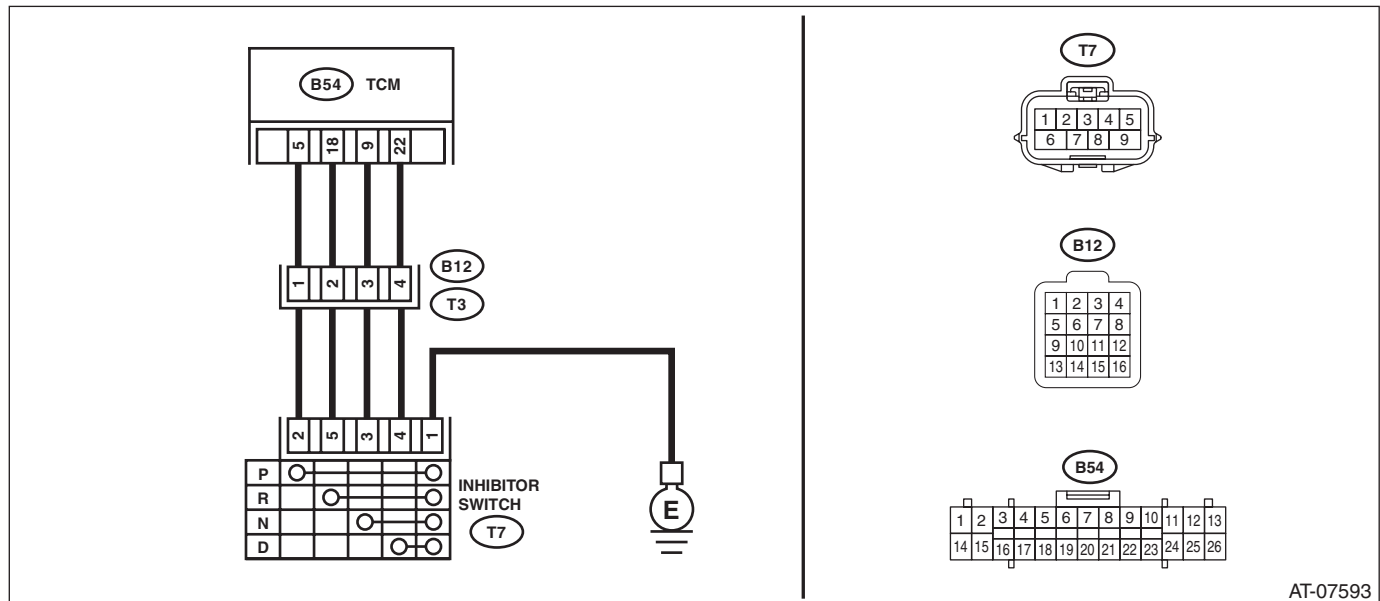 B54 TCM
5 18 9 22
1 2 3 4
B12
T3
2 5 3 4 1
P
R
N
D
INHIBITOR
SWITCH
T7
E
T7
1 2 3 4 5
6 7 8 9
B12
1 2 3 4
5 6 7 8
9 10 11 12
13 14 15 16
B54
1 2 3 4 5 6 7 8 9 10 11 12 13
14 15 16 17 18 19 20 21 22 23 24 25 26
AT-07593